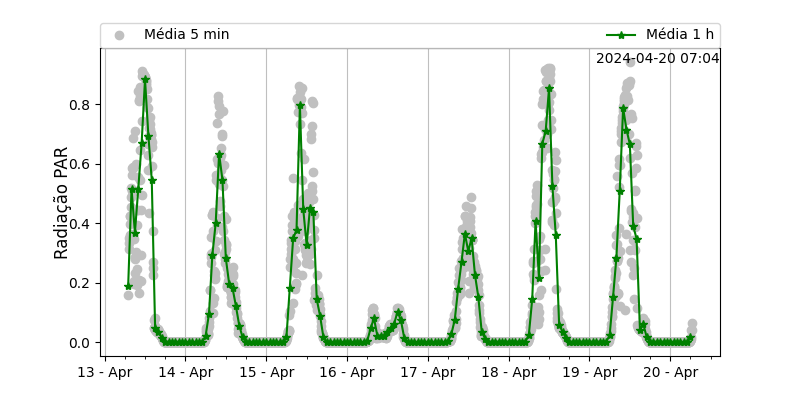 Média 5 min
Média 1 h
2024-04-20 07:04
Radiação PAR
0.8
0.6
0.4
0.2
0.0
13 - Apr
14 - Apr
15 - Apr
16 - Apr
17 - Apr
18 - Apr
19 - Apr
20 - Apr